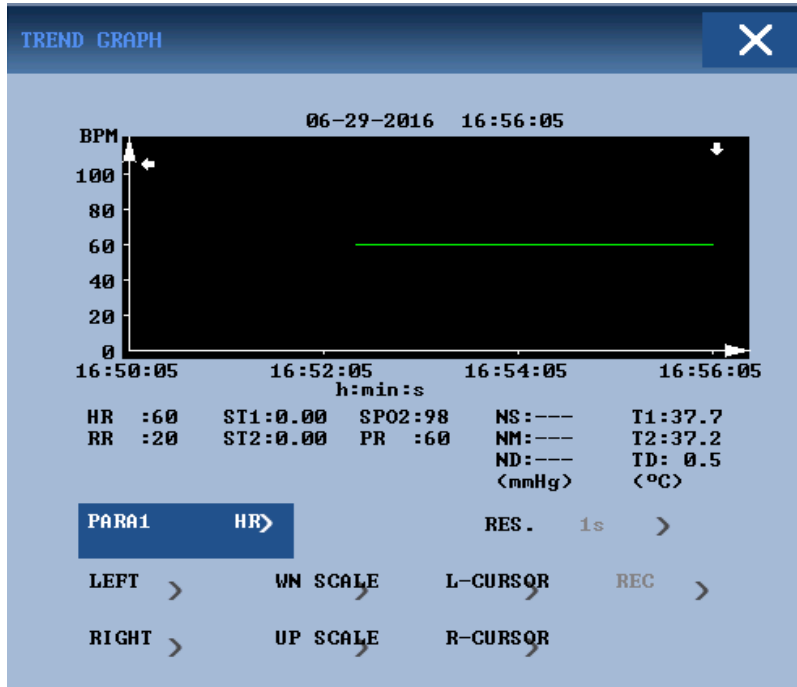 TREND GRAPH
06-29-2016 16:56:05
BPM
100
80
60
40
20
0
16:50:05 16:52:05 16:54:05 16:56:05
h:min:s
HR :60 ST1:0.00 SPO2:98 NS:--- T1:37.7
RR :20 ST2:0.00 PR :60 NM:--- T2:37.2
ND:--- TD: 0.5
(mmHg) (ºC)
PARA1 HR RES. 1s
LEFT WN SCALE L-CURSOR REC
RIGHT UP SCALE R-CURSOR